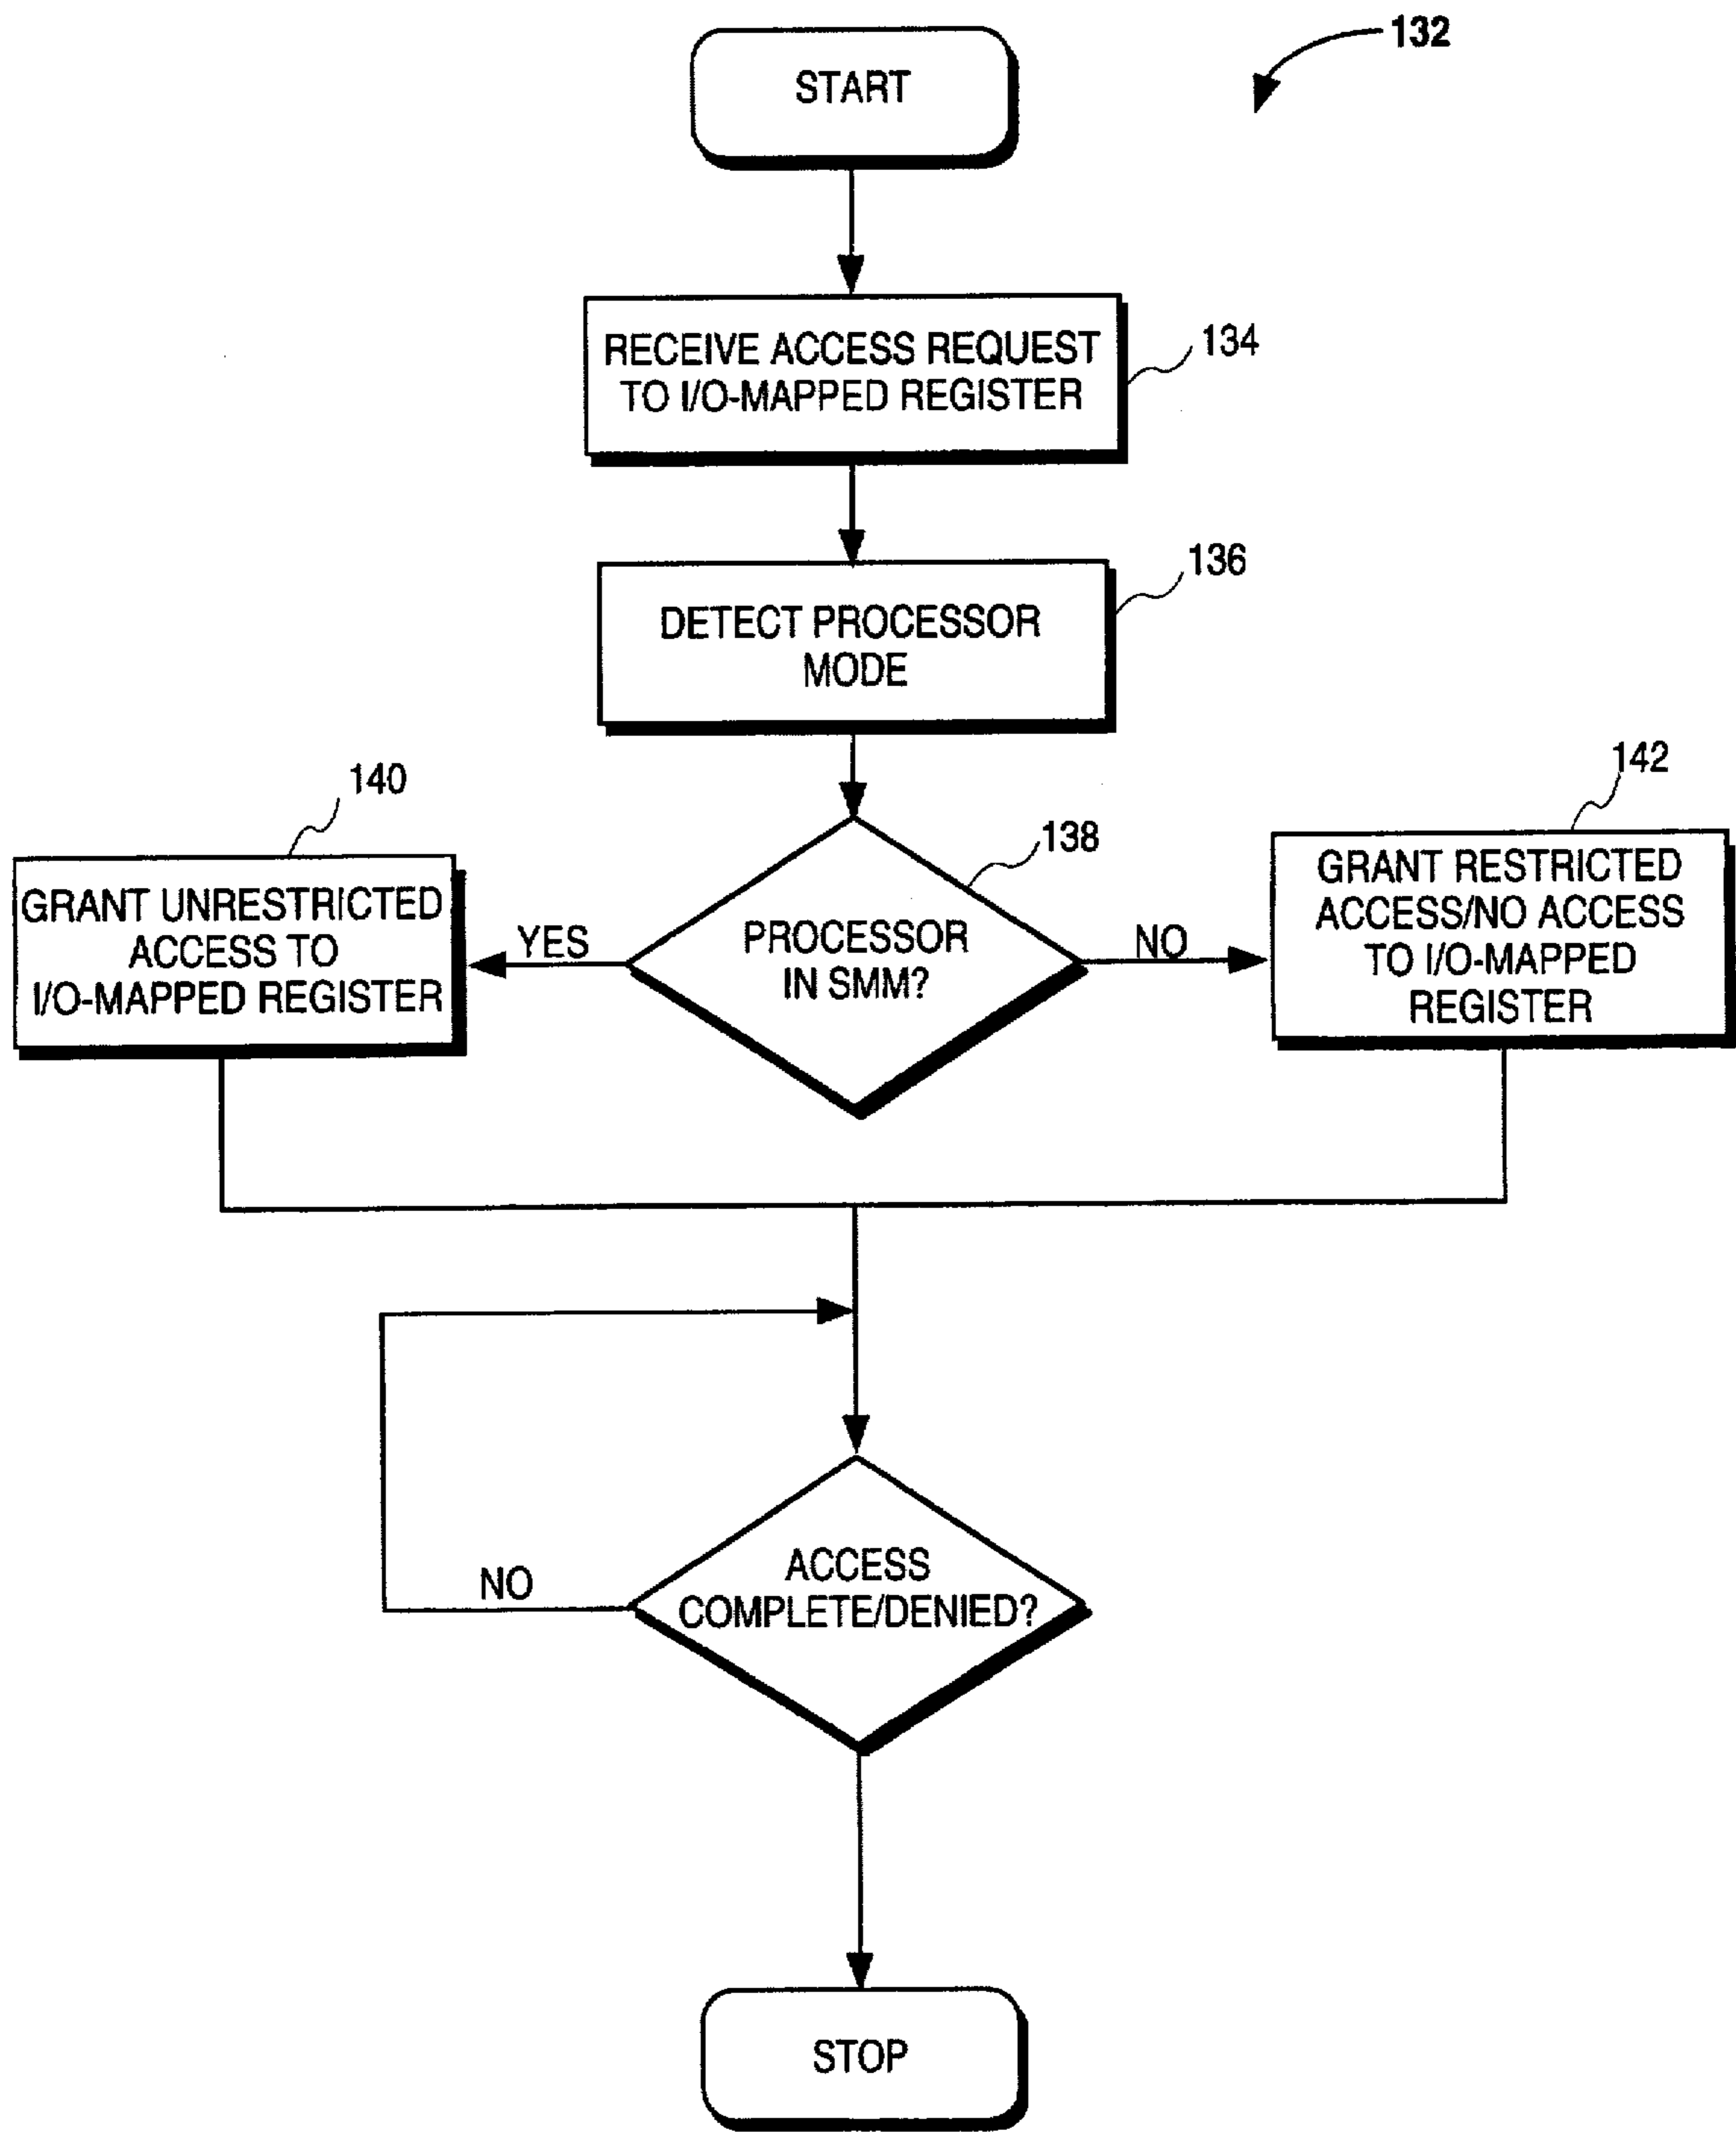 132
START
RECEIVE ACCESS REQUEST
TO I/O-MAPPED REGISTER
134
DETECT PROCESSOR
MODE
136
140
GRANT UNRESTRICTED
ACCESS TO
I/O-MAPPED REGISTER
YES
138
PROCESSOR
IN SMM?
NO
142
GRANT RESTRICTED
ACCESS/NO ACCESS
TO I/O-MAPPED
REGISTER
NO
ACCESS
COMPLETE/DENIED?
STOP